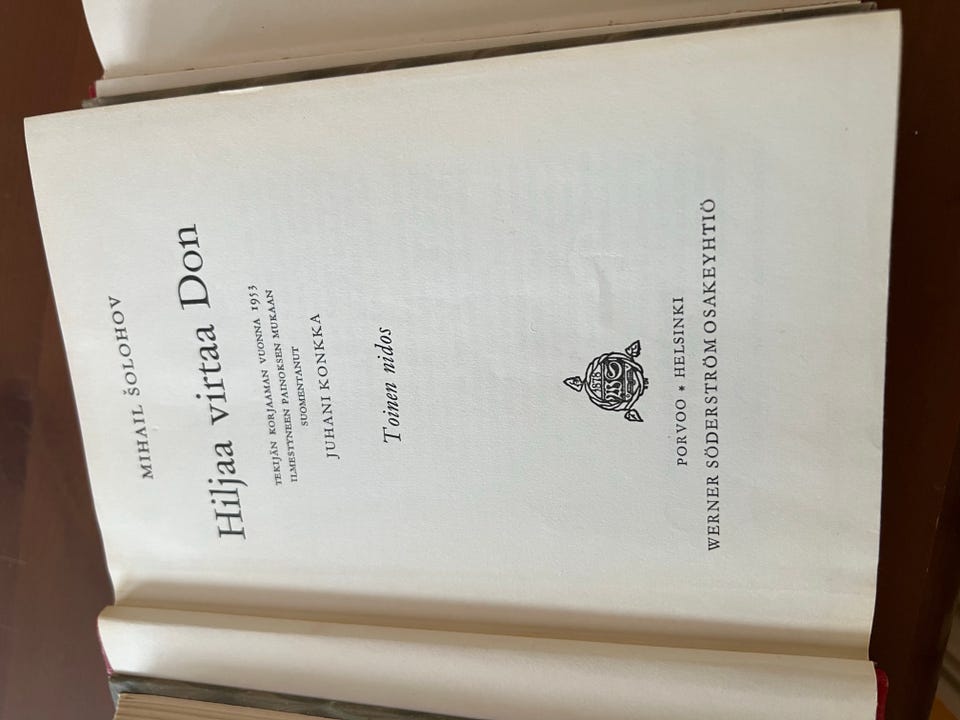 MIHAIL ŠOLOHOV
Hiljaa virtaa Don
TEKIJÄN KORJAAMAN VUONNA 1953
ILMESTYNEEN PAINOKSEN MUKAAN
SUOMENTANUT
JUHANI KONKKA
Toinen nidos
1878
PORVOO * HELSINKI
WERNER SÖDERSTRÖM OSAKEYHTIÖ